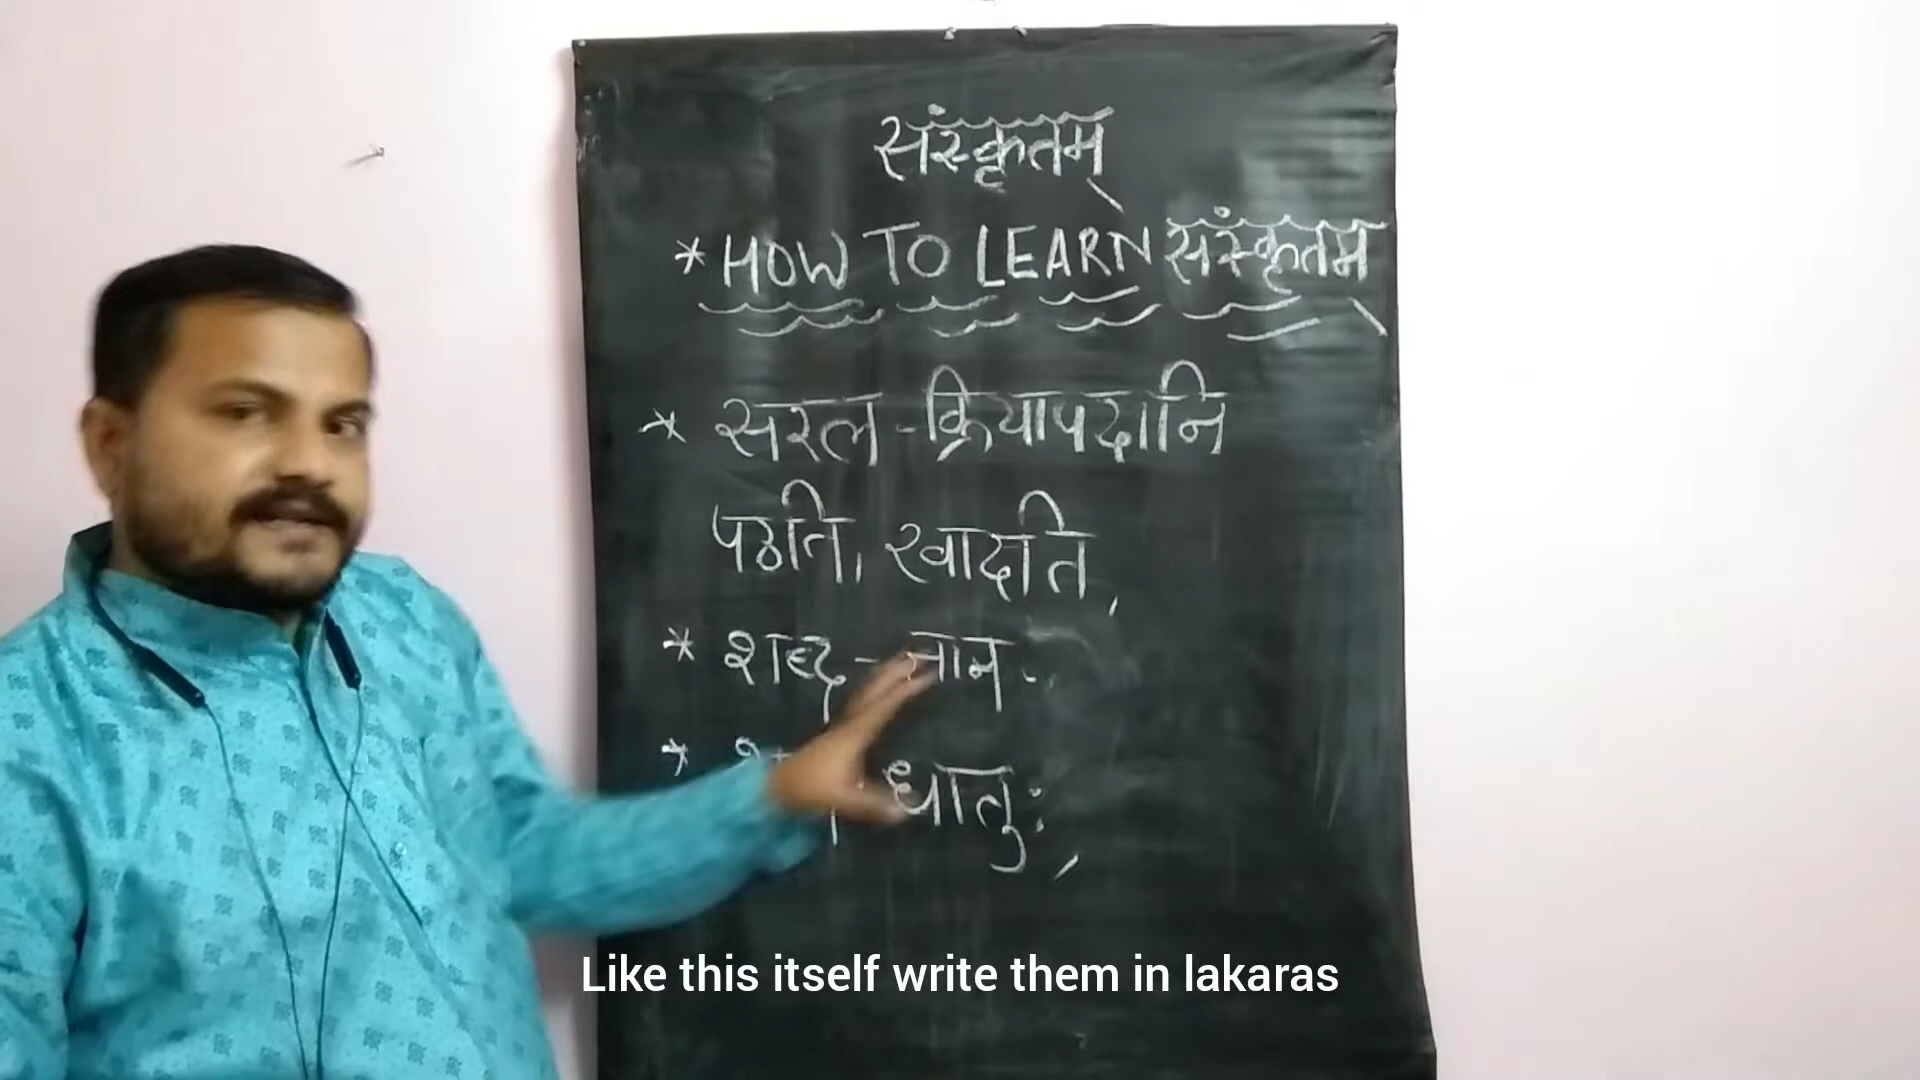 संस्कृतम्
* HOW TO LEARN संस्कृतम्
* सरल - क्रियापदानि
पठति, खादति,
* शब्द -
* धातुः,
Like this itself write them in lakaras